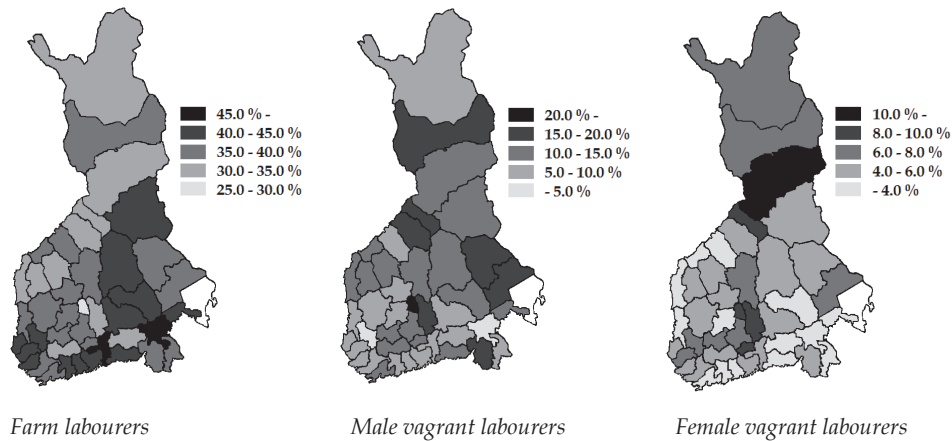 45.0 % -
40.0 - 45.0 %
35.0 - 40.0 %
30.0 - 35.0 %
25.0 - 30.0 %
20.0 % -
15.0 - 20.0 %
10.0 - 15.0 %
5.0 - 10.0 %
- 5.0 %
10.0 % -
8.0 - 10.0 %
6.0 - 8.0 %
4.0 - 6.0 %
- 4.0 %
Farm labourers
Male vagrant labourers
Female vagrant labourers